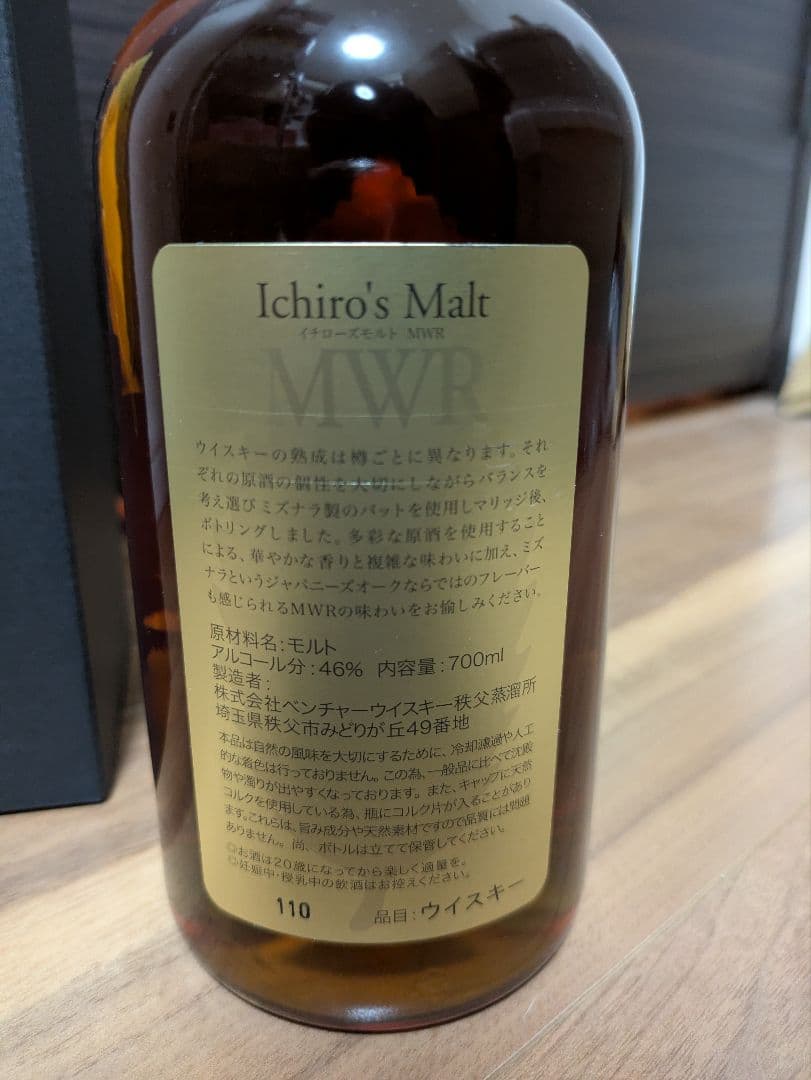 Ichiro's Malt
イチローズモルト MWR
MWR
ウイスキーの熟成は樽ごとに異なります。それ
ぞれの原酒の個性を大切にしながらバランスを
考え選びミズナラ製のバットを使用しマリッジ後、
ボトリングしました。多彩な原酒を使用すること
による、華やかな香りと複雑な味わいに加え、ミズ
ナラというジャパニーズオークならではのフレーバー
も感じられるMWRの味わいをお愉しみください。
原材料名:モルト
アルコール分:46% 内容量:700ml
製造者:
株式会社ベンチャーウイスキー秩父蒸溜所
埼玉県秩父市みどりが丘49番地
本品は自然の風味を大切にするために、冷却濾過や人工
的な着色は行っておりません。この為、一般品に比べて沈殿
物や濁りが出やすくなっております。また、キャップに天然
コルクを使用している為、瓶にコルク片が入ることがあり
ます。これらは、旨み成分や天然素材ですので品質には問題
ありません。尚、ボトルは立てて保管してください。
◎お酒は20歳になってから楽しく適量を。
◎妊娠中・授乳中の飲酒はお控えください。
110 品目:ウイスキー